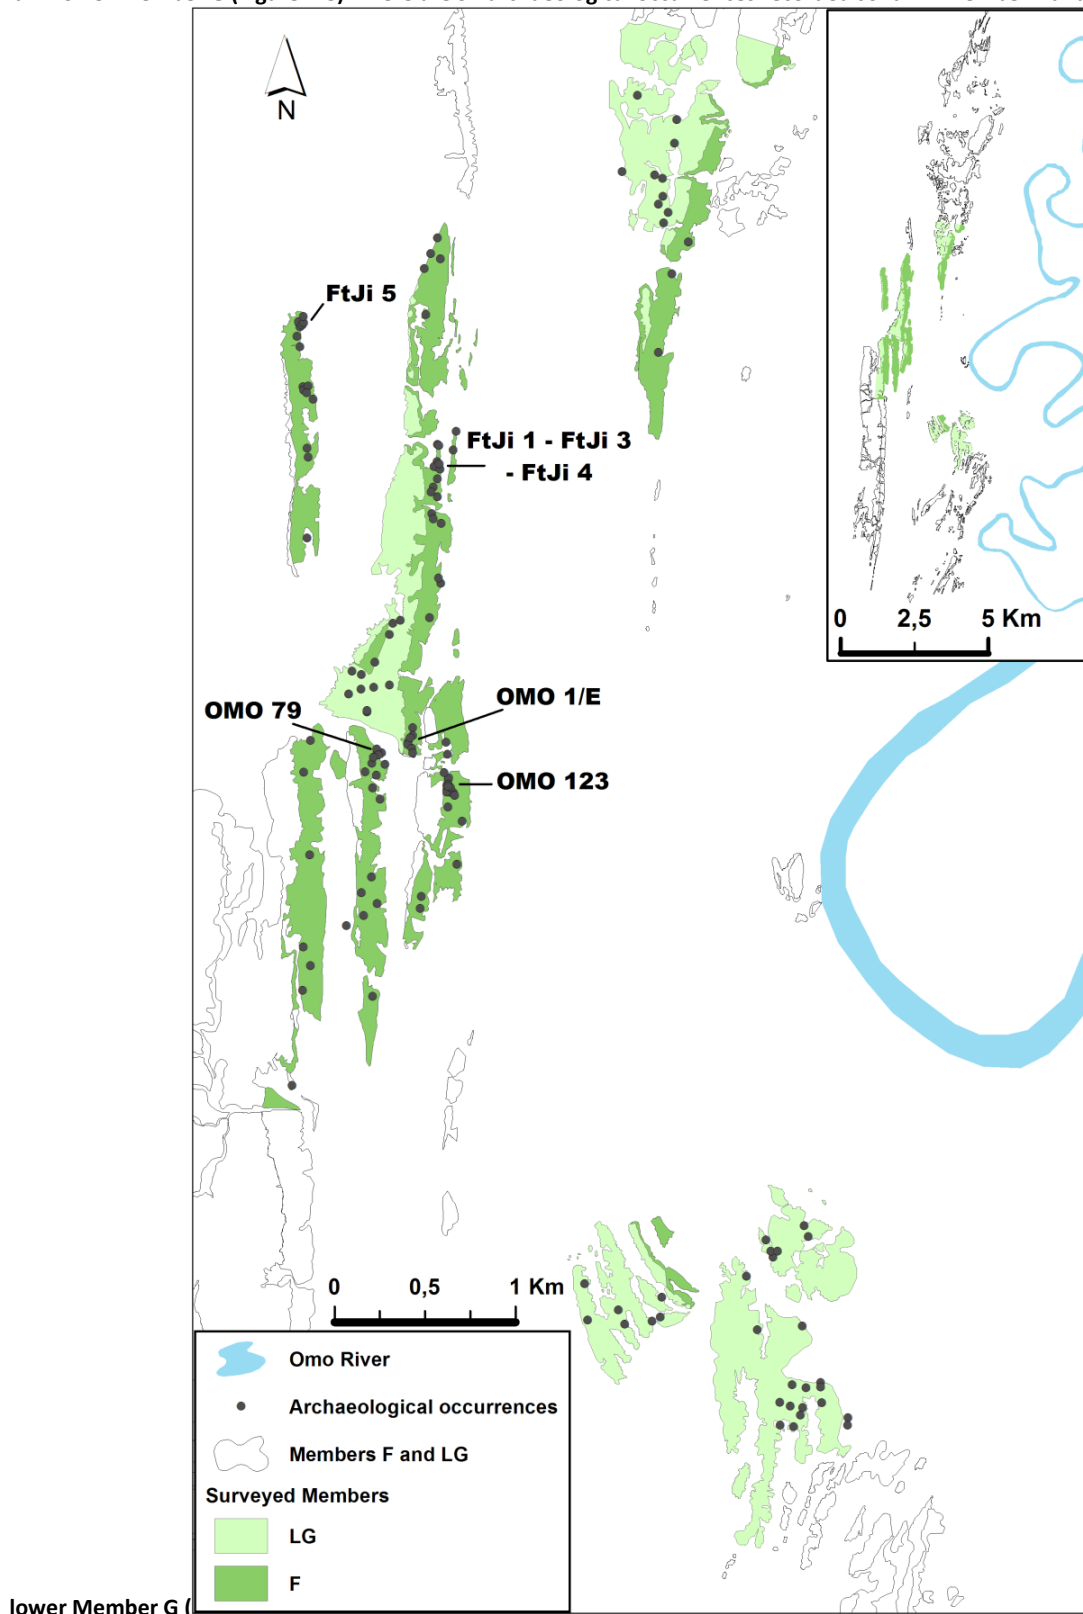 N
FtJi 5
FtJi 1 - FtJi 3
- FtJi 4
0 2,5 5 Km
OMO 79
OMO 1/E
OMO 123
0 0,5 1 Km
Omo River
Archaeological occurrences
Members F and LG
Surveyed Members
LG
F
lower Member G (